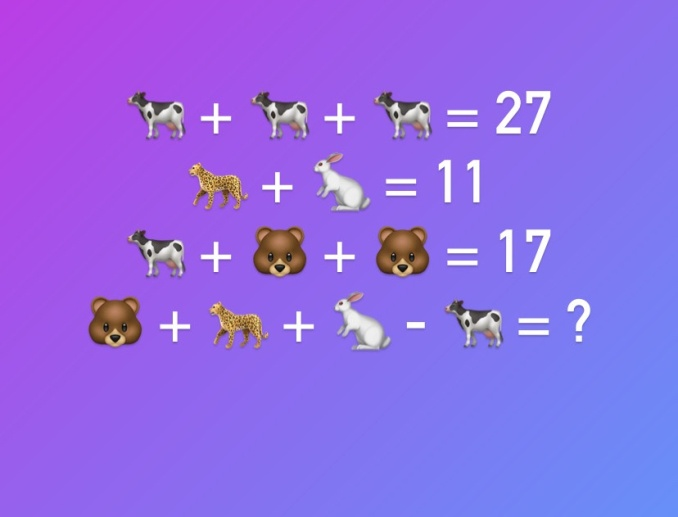 🐄 + 🐄 + 🐄 = 27
🐆 + 🐇 = 11
🐄 + 🐻 + 🐻 = 17
🐻 + 🐆 + 🐇 - 🐄 = ?